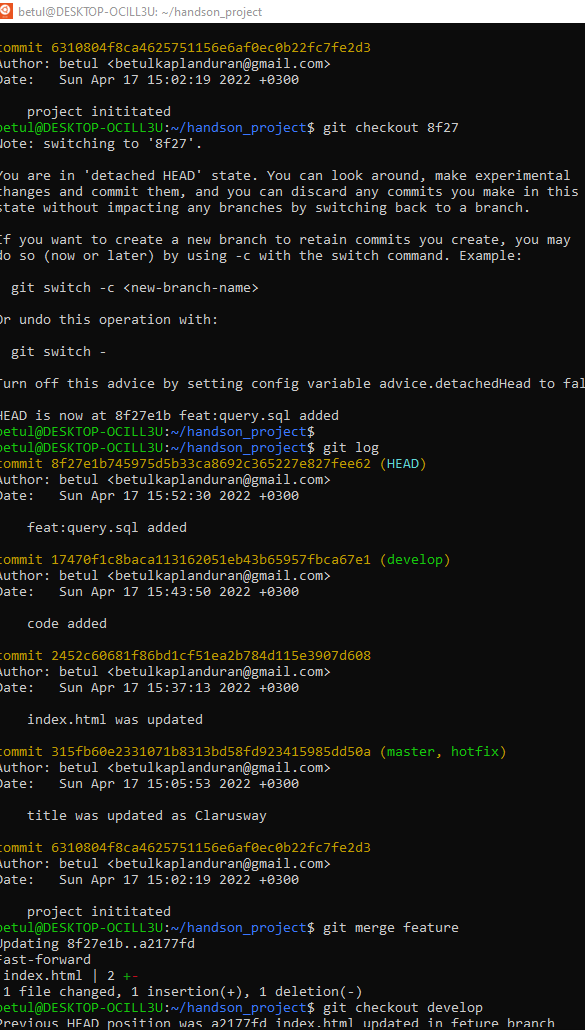 betul@DESKTOP-OCILL3U: ~/handson_project
commit 6310804f8ca4625751156e6af0ec0b22fc7fe2d3
Author: betul <betulkaplanduran@gmail.com>
Date:   Sun Apr 17 15:02:19 2022 +0300
project inititated
betul@DESKTOP-OCILL3U:~/handson_project$ git checkout 8f27
Note: switching to '8f27'.
You are in 'detached HEAD' state. You can look around, make experimental
changes and commit them, and you can discard any commits you make in this
state without impacting any branches by switching back to a branch.
If you want to create a new branch to retain commits you create, you may
do so (now or later) by using -c with the switch command. Example:
git switch -c <new-branch-name>
Or undo this operation with:
git switch -
Turn off this advice by setting config variable advice.detachedHead to fal
HEAD is now at 8f27e1b feat:query.sql added
betul@DESKTOP-OCILL3U:~/handson_project$
betul@DESKTOP-OCILL3U:~/handson_project$ git log
commit 8f27e1b745975d5b33ca8692c365227e827fee62 (HEAD)
Author: betul <betulkaplanduran@gmail.com>
Date:   Sun Apr 17 15:52:30 2022 +0300
feat:query.sql added
commit 17470f1c8baca113162051eb43b65957fbca67e1 (develop)
Author: betul <betulkaplanduran@gmail.com>
Date:   Sun Apr 17 15:43:50 2022 +0300
code added
commit 2452c60681f86bd1cf51ea2b784d115e3907d608
Author: betul <betulkaplanduran@gmail.com>
Date:   Sun Apr 17 15:37:13 2022 +0300
index.html was updated
commit 315fb60e2331071b8313bd58fd923415985dd50a (master, hotfix)
Author: betul <betulkaplanduran@gmail.com>
Date:   Sun Apr 17 15:05:53 2022 +0300
title was updated as Clarusway
commit 6310804f8ca4625751156e6af0ec0b22fc7fe2d3
Author: betul <betulkaplanduran@gmail.com>
Date:   Sun Apr 17 15:02:19 2022 +0300
project inititated
betul@DESKTOP-OCILL3U:~/handson_project$ git merge feature
Updating 8f27e1b..a2177fd
Fast-forward
index.html | 2 +-
1 file changed, 1 insertion(+), 1 deletion(-)
betul@DESKTOP-OCILL3U:~/handson_project$ git checkout develop
Previous HEAD position was a2177fd index.html updated in feture branch